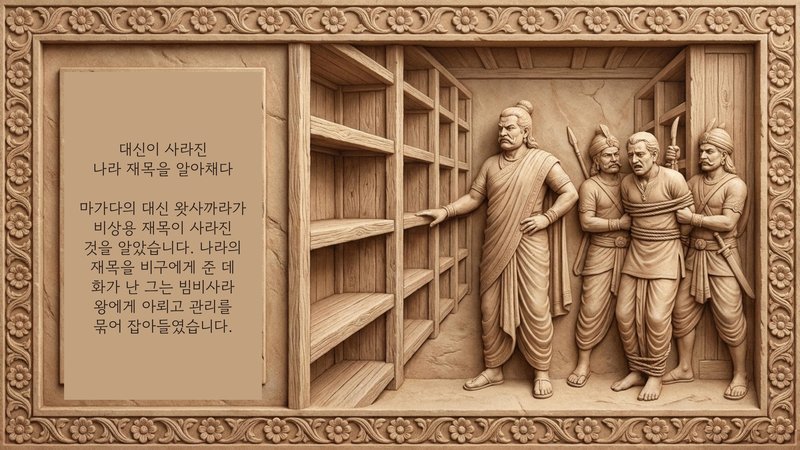 대신이 사라진
나라 재목을 알아채다
마가다의 대신 왓사까라가
비상용 재목이 사라진
것을 알았습니다. 나라의
재목을 비구에게 준 데
화가 난 그는 빔비사라
왕에게 아뢰고 관리를
묶어 잡아들였습니다.